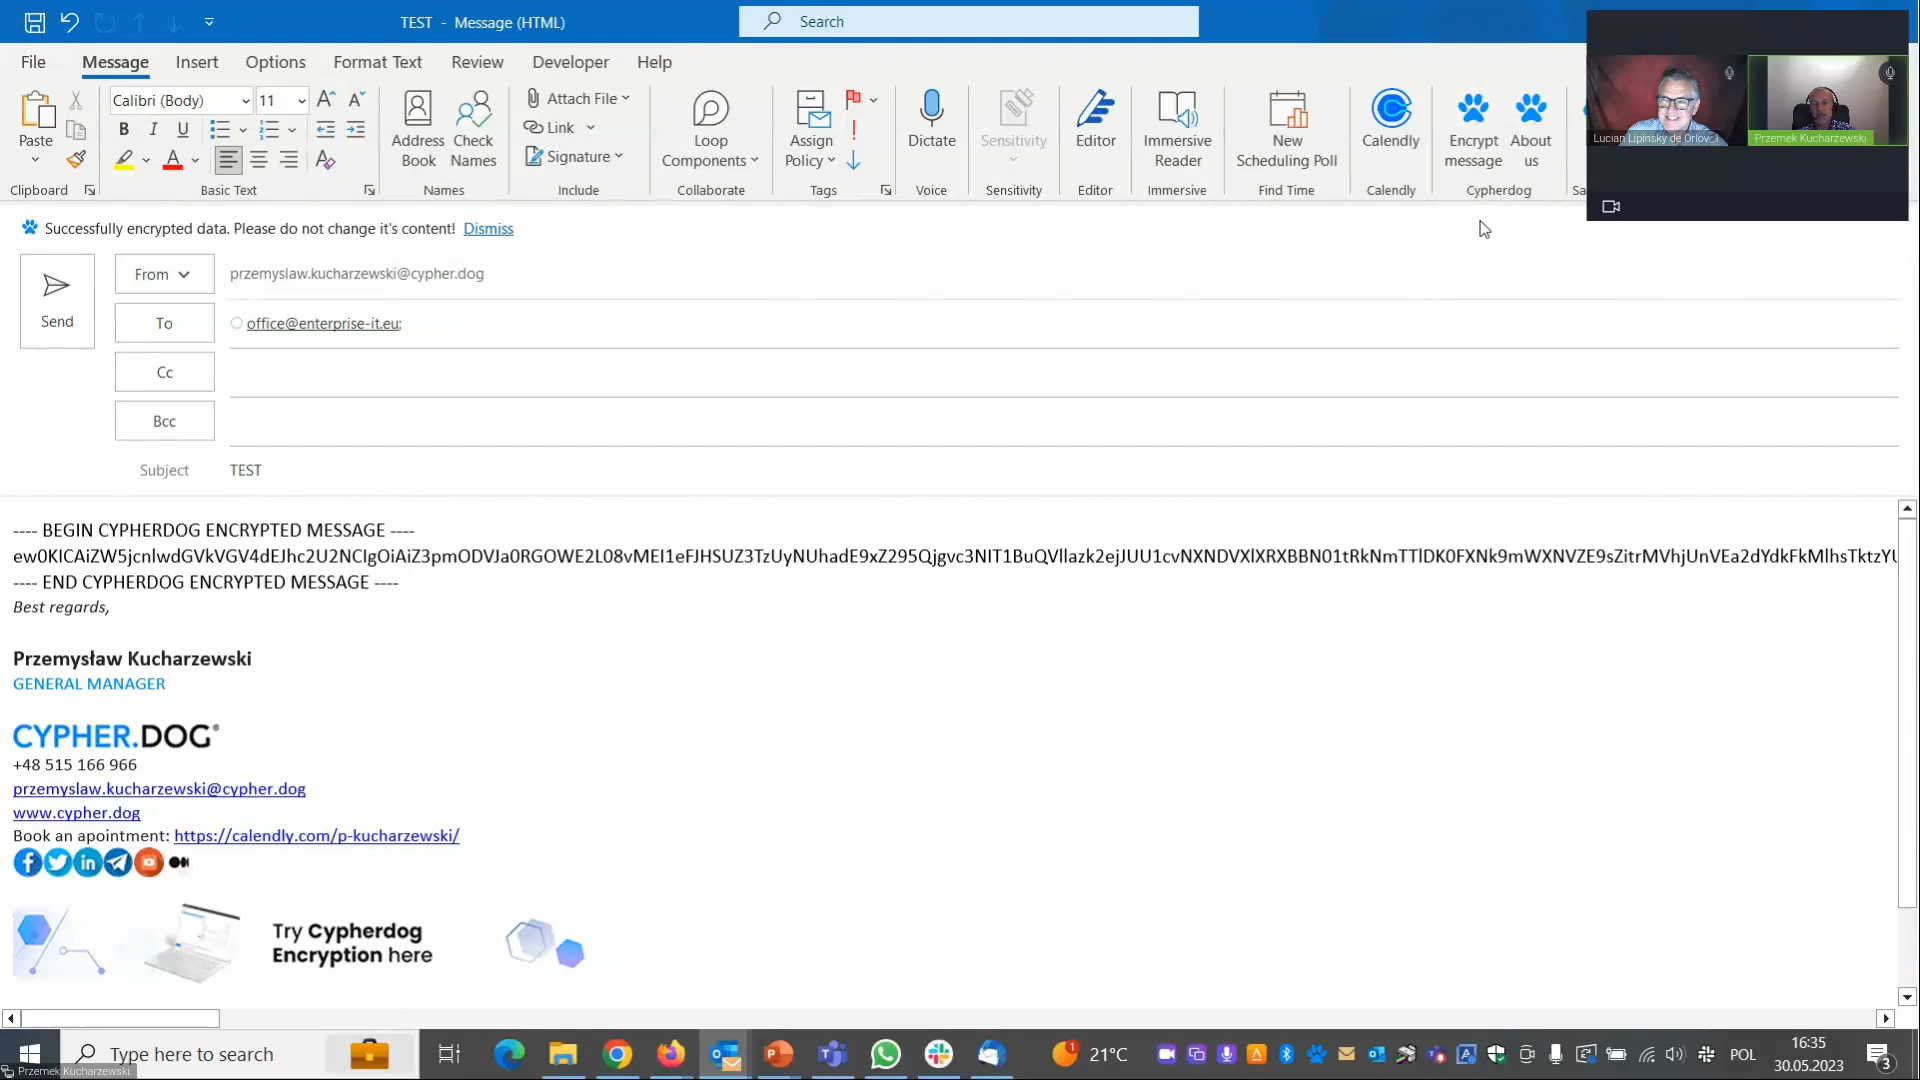 TEST - Message (HTML)
Search
File Message Insert Options Format Text Review Developer Help
Paste
Calibri (Body) 11
B I U
Address Book
Check Names
Attach File
Link
Signature
Loop Components
Assign Policy
Dictate
Sensitivity
Editor
Immersive Reader
New Scheduling Poll
Calendly
Encrypt message
About us
Clipboard Basic Text Names Include Collaborate Tags Voice Sensitivity Editor Immersive Find Time Calendly Cypherdog
Lucian Lipinsky de Orlov_1
Przemek Kucharzewski
Successfully encrypted data. Please do not change it's content! Dismiss
Send
From przemyslaw.kucharzewski@cypher.dog
To office@enterprise-it.eu;
Cc
Bcc
Subject TEST
---- BEGIN CYPHERDOG ENCRYPTED MESSAGE ----
---- END CYPHERDOG ENCRYPTED MESSAGE ----
Best regards,
Przemysław Kucharzewski
GENERAL MANAGER
CYPHER.DOG®
+48 515 166 966
przemyslaw.kucharzewski@cypher.dog
www.cypher.dog
Book an apointment: https://calendly.com/p-kucharzewski/
Try Cypherdog
Encryption here
Type here to search
21°C
POL
16:35
30.05.2023
3
Przemek Kucharzewski